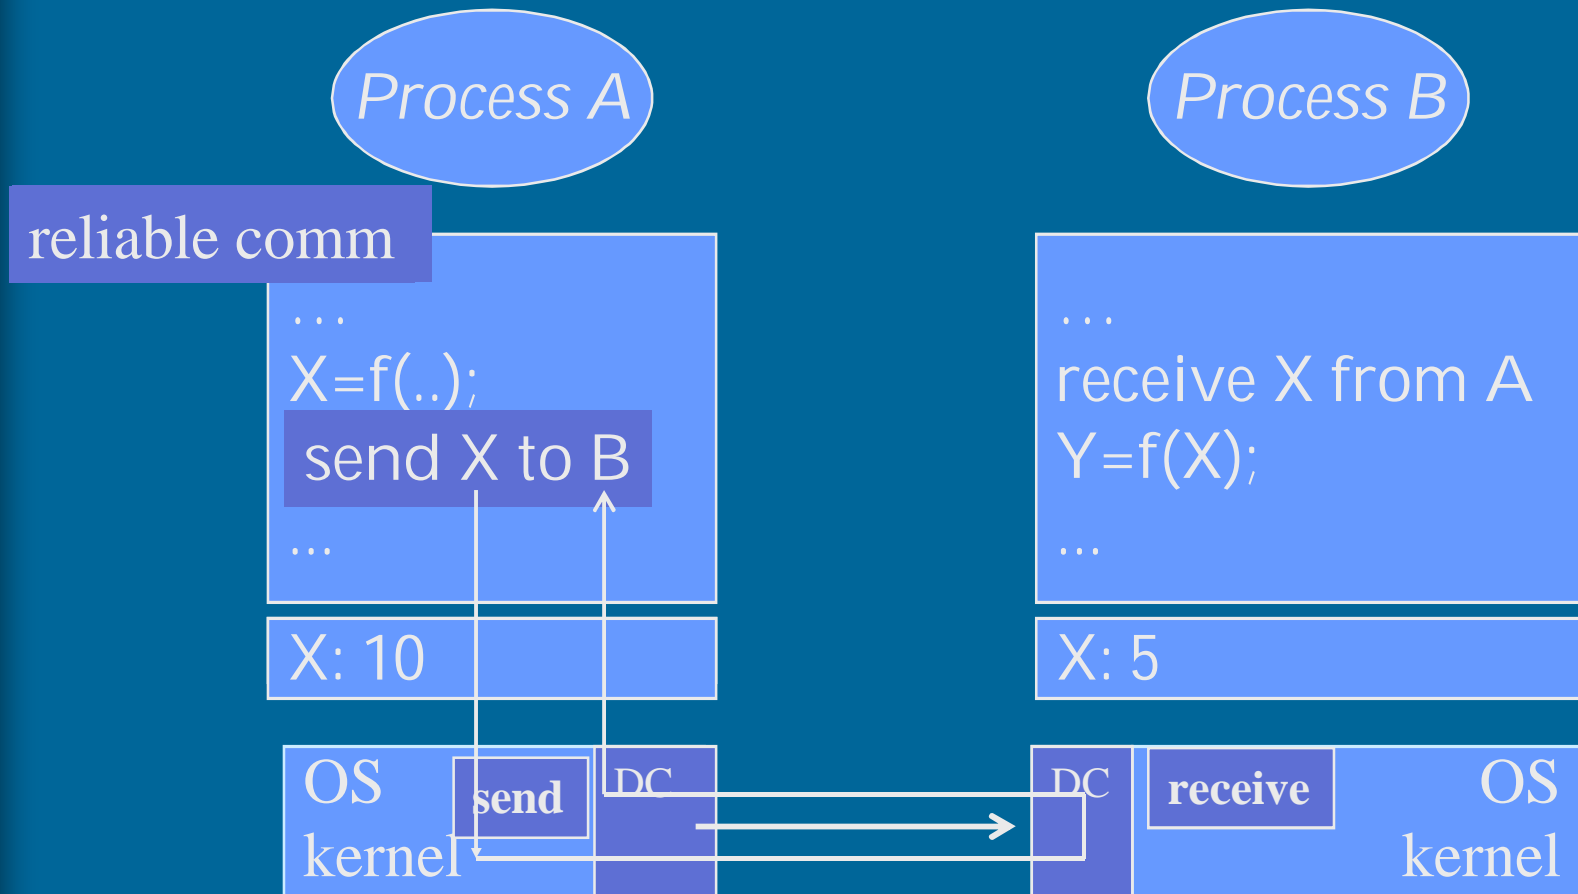 Process A
Process B
reliable comm
...
X=f(..);
send X to B
...
...
receive X from A
Y=f(X);
...
X: 10
X: 5
OS
kernel
send
DC
DC
receive
OS
kernel